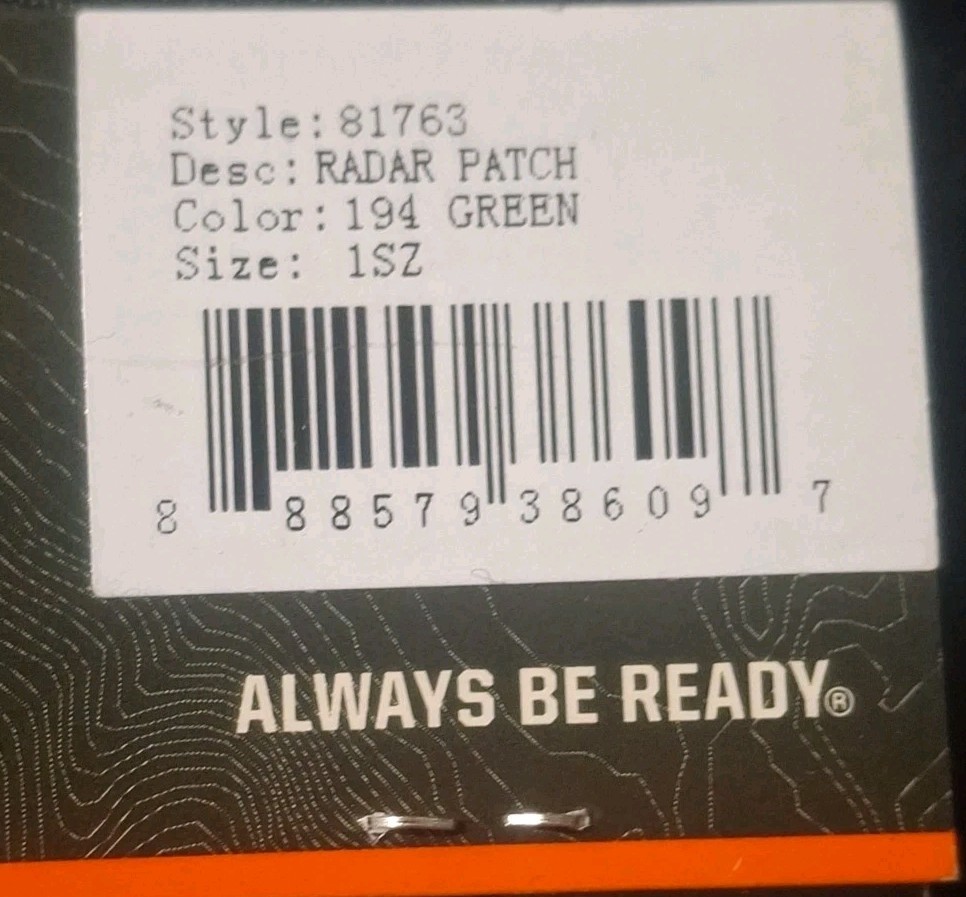 Style: 81763
Desc: RADAR PATCH
Color: 194 GREEN
Size: 1SZ
8 88579 38609 7
ALWAYS BE READY®